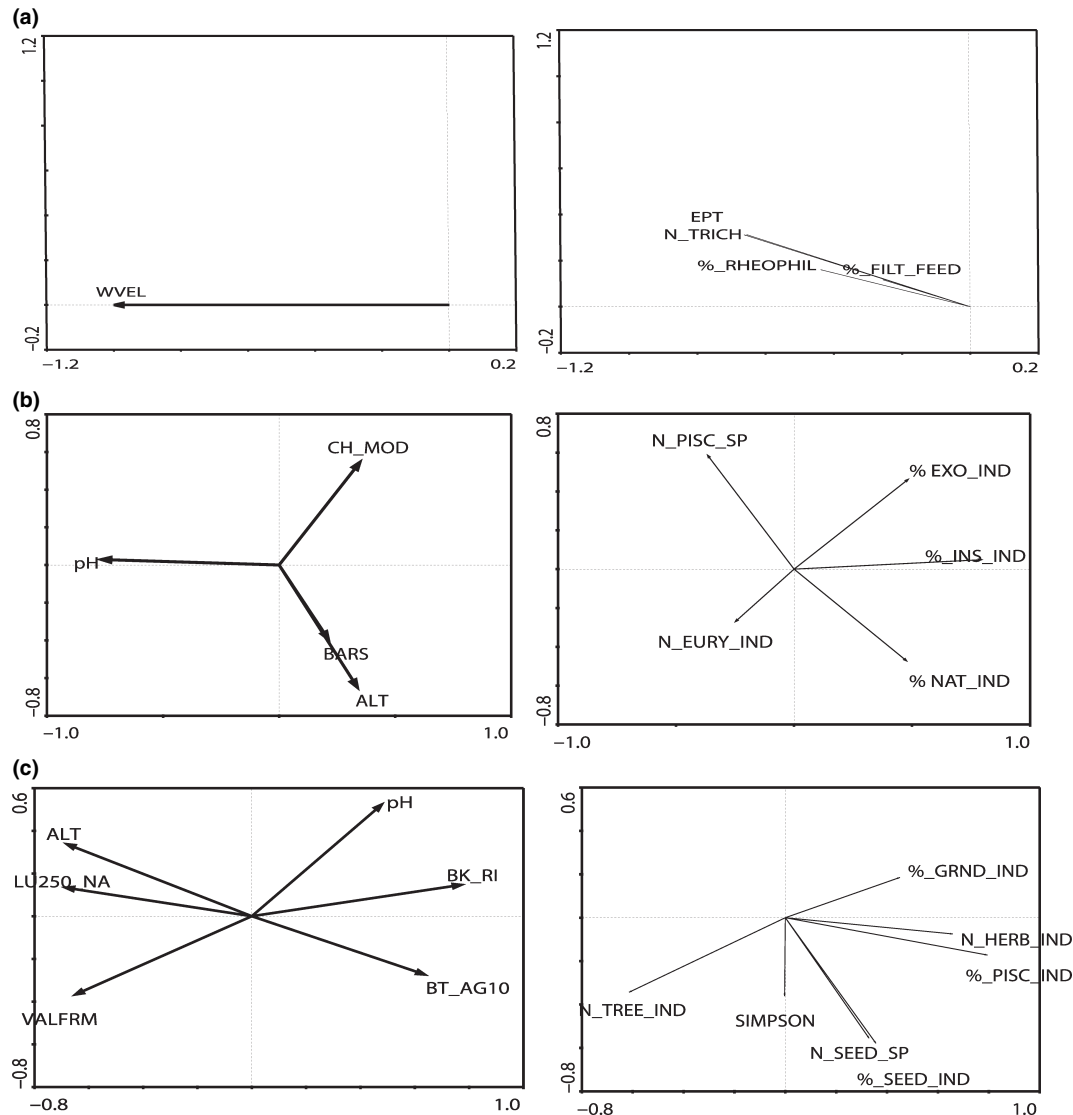 (a)
1.2
WVEL
−0.2
−1.2
0.2
1.2
EPT
N_TRICH
%_RHEOPHIL
%_FILT_FEED
−0.2
−1.2
0.2
(b)
0.8
CH_MOD
pH
BARS
ALT
−0.8
−1.0
1.0
0.8
N_PISC_SP
% EXO_IND
%_INS_IND
N_EURY_IND
% NAT_IND
−0.8
−1.0
1.0
(c)
0.6
pH
ALT
BK_RI
LU250_NA
BT_AG10
VALFRM
−0.8
−0.8
1.0
0.6
%_GRND_IND
N_HERB_IND
%_PISC_IND
N_TREE_IND
SIMPSON
N_SEED_SP
%_SEED_IND
−0.8
−0.8
1.0